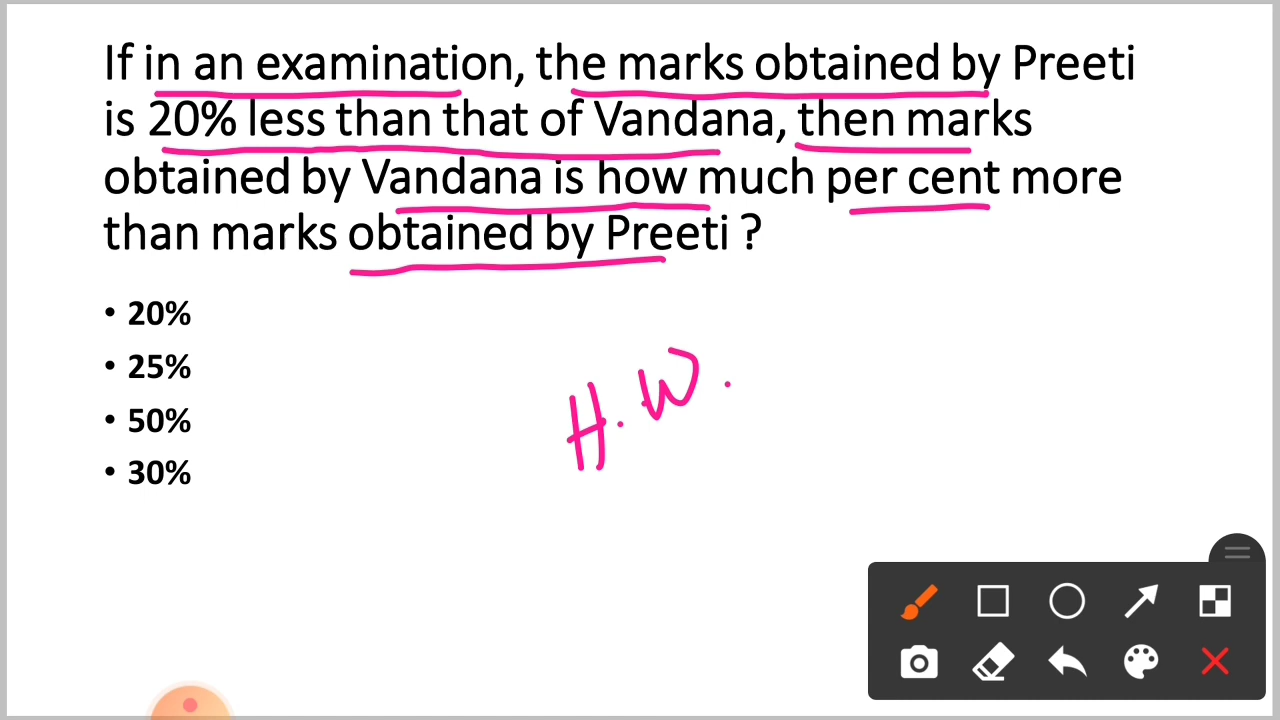 If in an examination, the marks obtained by Preeti
is 20% less than that of Vandana, then marks
obtained by Vandana is how much per cent more
than marks obtained by Preeti ?
• 20%
• 25%
• 50%
• 30%
H.W.